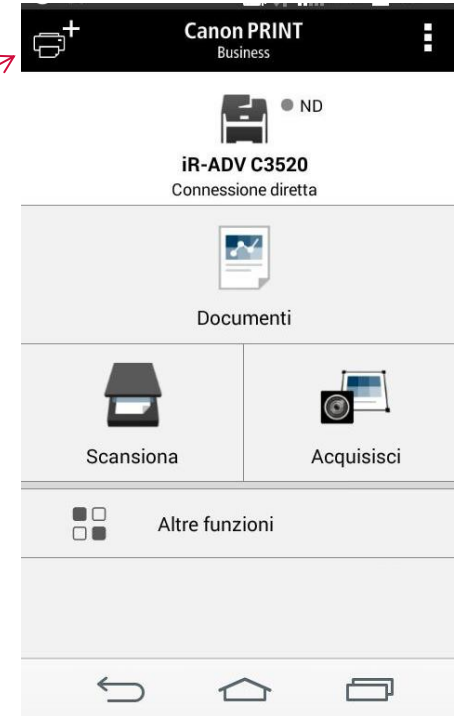 Canon PRINT
Business
ND
iR-ADV C3520
Connessione diretta
Documenti
Scansiona
Acquisisci
Altre funzioni